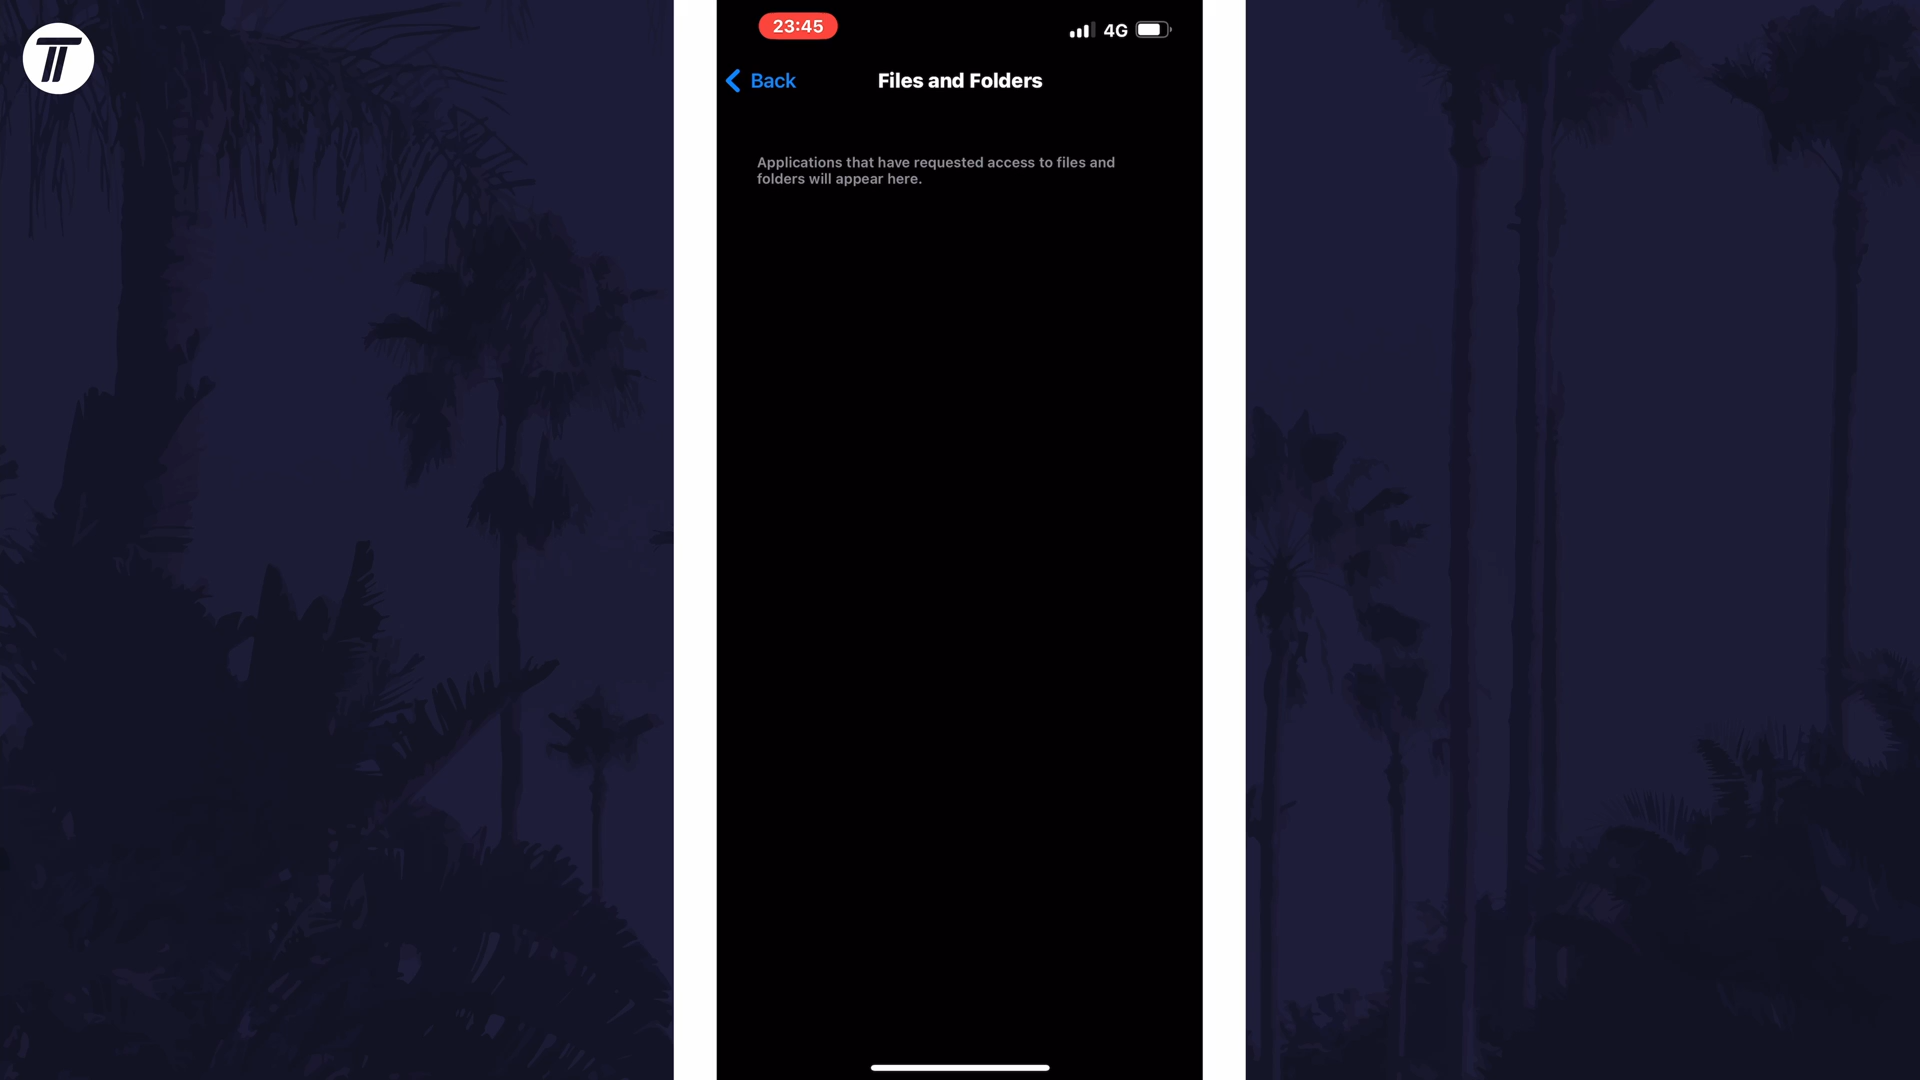 23:45
4G
Back
Files and Folders
Applications that have requested access to files and
folders will appear here.